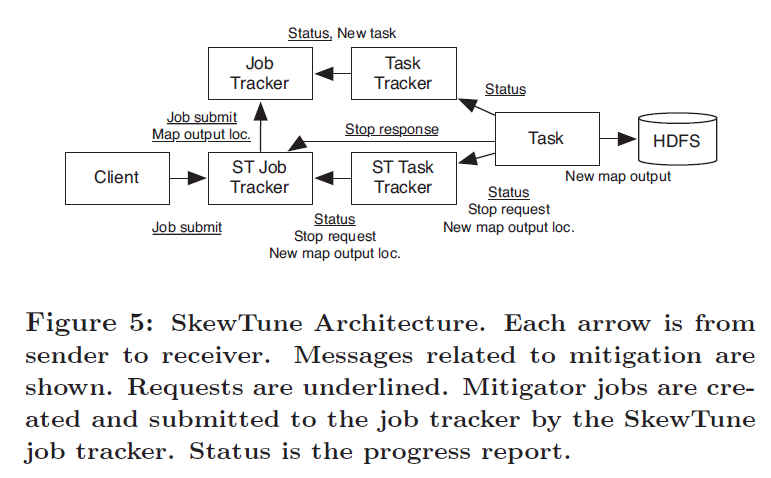 Status, New task
Job
Tracker
Task
Tracker
Status
Job submit
Map output loc.
Stop response
Task
HDFS
Client
ST Job
Tracker
ST Task
Tracker
New map output
Job submit
Status
Stop request
New map output loc.
Status
Stop request
New map output loc.
Figure 5: SkewTune Architecture. Each arrow is from
sender to receiver. Messages related to mitigation are
shown. Requests are underlined. Mitigator jobs are cre-
ated and submitted to the job tracker by the SkewTune
job tracker. Status is the progress report.